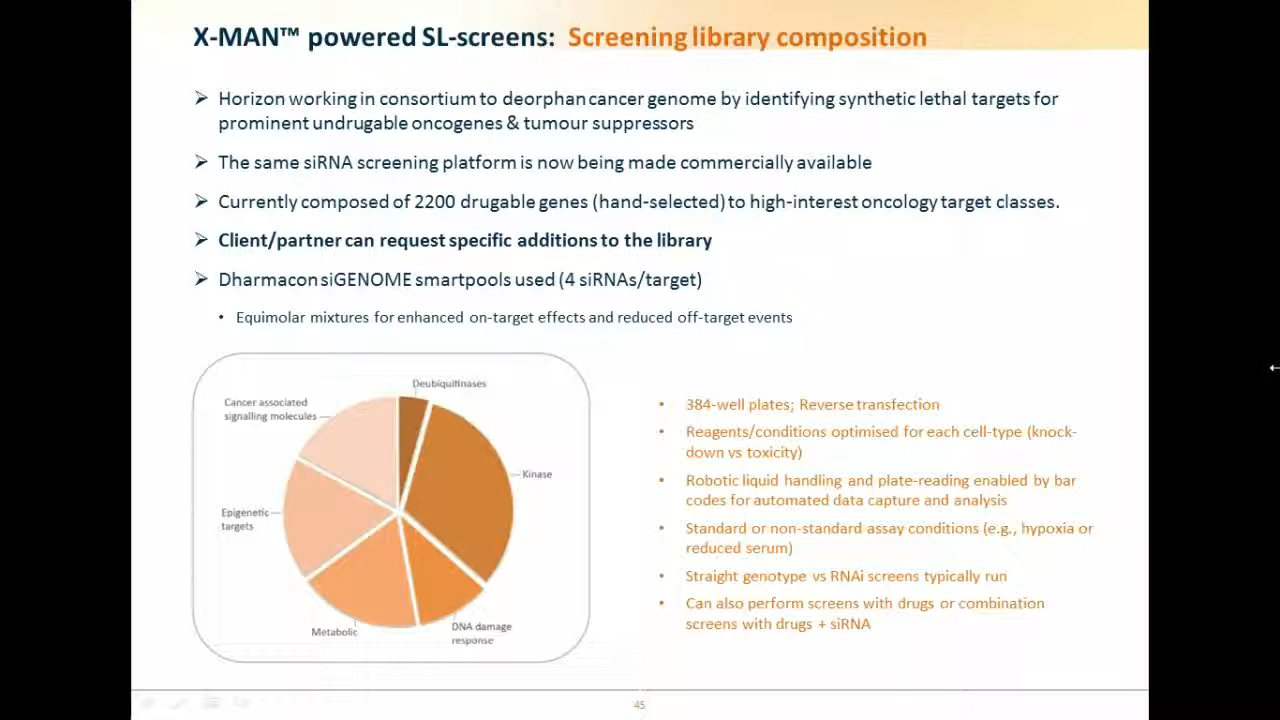 X-MAN™ powered SL-screens: Screening library composition
Horizon working in consortium to deorphan cancer genome by identifying synthetic lethal targets for
prominent undrugable oncogenes & tumour suppressors
The same siRNA screening platform is now being made commercially available
Currently composed of 2200 drugable genes (hand-selected) to high-interest oncology target classes.
Client/partner can request specific additions to the library
Dharmacon siGENOME smartpools used (4 siRNAs/target)
• Equimolar mixtures for enhanced on-target effects and reduced off-target events
Deubiquitinases
Cancer associated
signalling molecules
Kinase
Epigenetic
targets
Metabolic
DNA damage
response
• 384-well plates; Reverse transfection
• Reagents/conditions optimised for each cell-type (knock-
down vs toxicity)
• Robotic liquid handling and plate-reading enabled by bar
codes for automated data capture and analysis
• Standard or non-standard assay conditions (e.g., hypoxia or
reduced serum)
• Straight genotype vs RNAi screens typically run
• Can also perform screens with drugs or combination
screens with drugs + siRNA
45